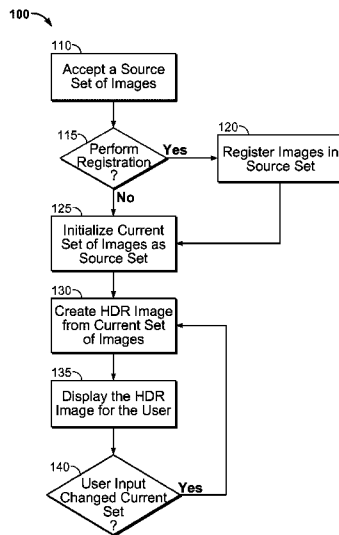 100
110
Accept a Source
Set of Images
115
Perform
Registration
?
Yes
120
Register Images in
Source Set
No
125
Initialize Current
Set of Images as
Source Set
130
Create HDR Image
from Current Set
of Images
135
Display the HDR
Image for the User
140
User Input
Changed Current
Set
?
Yes